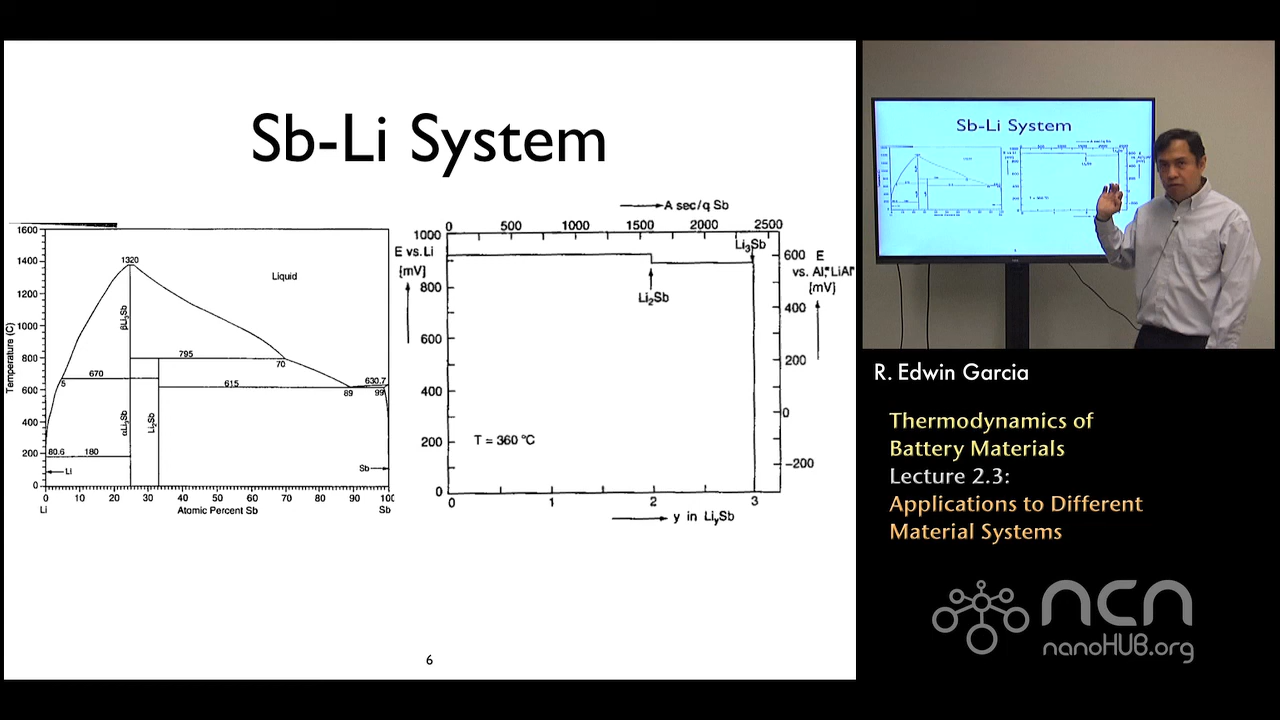 Sb-Li System
1600
1400
1200
1000
800
600
400
200
0
Temperature (C)
1320
Liquid
βLi3Sb
795
70
670
5
615
630.7
89
99
αLi3Sb
Li2Sb
80.6
180
Li
Sb
0 10 20 30 40 50 60 70 80 90 100
Li
Atomic Percent Sb
Sb
A sec/q Sb
0 500 1000 1500 2000 2500
1000
E vs.Li
[mV]
800
600
400
200
0
Li3Sb
Li2Sb
600 E
vs. Al,"LiAl"
[mV]
400
200
0
-200
T = 360 °C
0 1 2 3
y in LiySb
6
Sb-Li System
R. Edwin Garcia
Thermodynamics of
Battery Materials
Lecture 2.3:
Applications to Different
Material Systems
ncn
nanoHUB.org